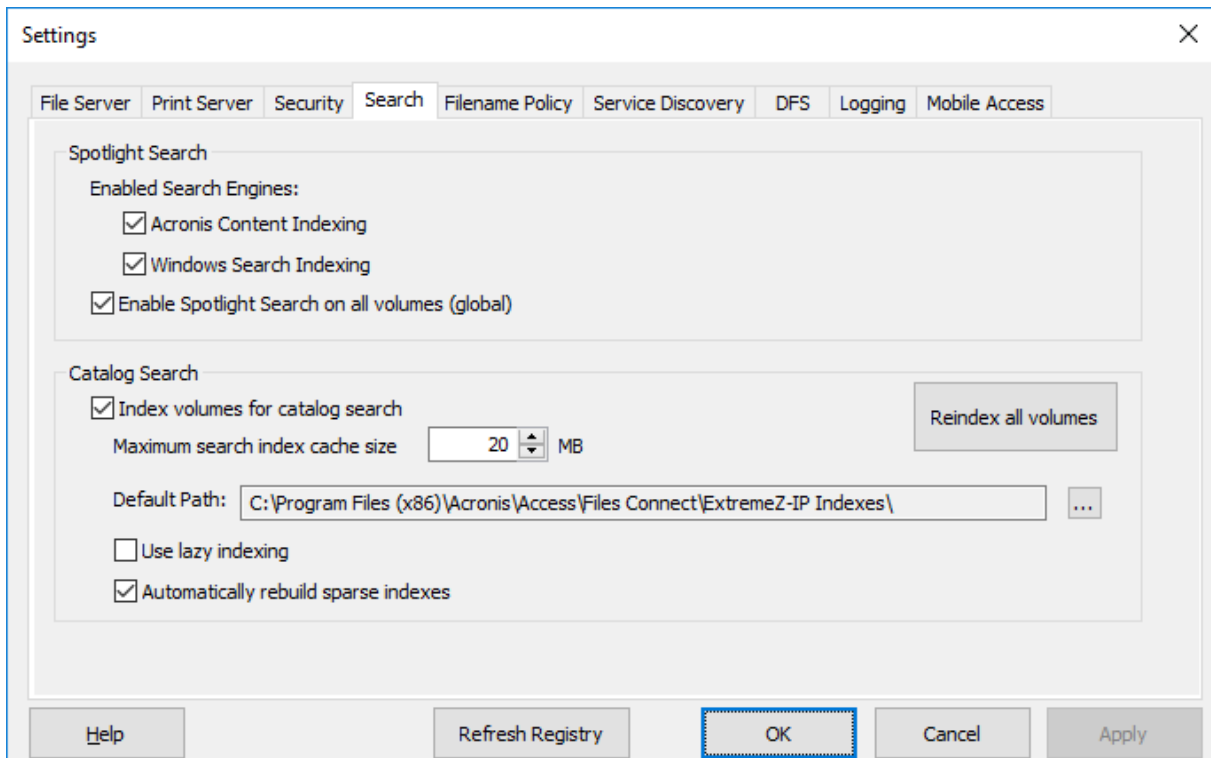 Settings
File Server Print Server Security Search Filename Policy Service Discovery DFS Logging Mobile Access
Spotlight Search
Enabled Search Engines:
Acronis Content Indexing
Windows Search Indexing
Enable Spotlight Search on all volumes (global)
Catalog Search
Index volumes for catalog search
Reindex all volumes
Maximum search index cache size 20 MB
Default Path: C:\Program Files (x86)\Acronis\Access\Files Connect\ExtremeZ-IP Indexes\ ...
Use lazy indexing
Automatically rebuild sparse indexes
Help Refresh Registry OK Cancel Apply